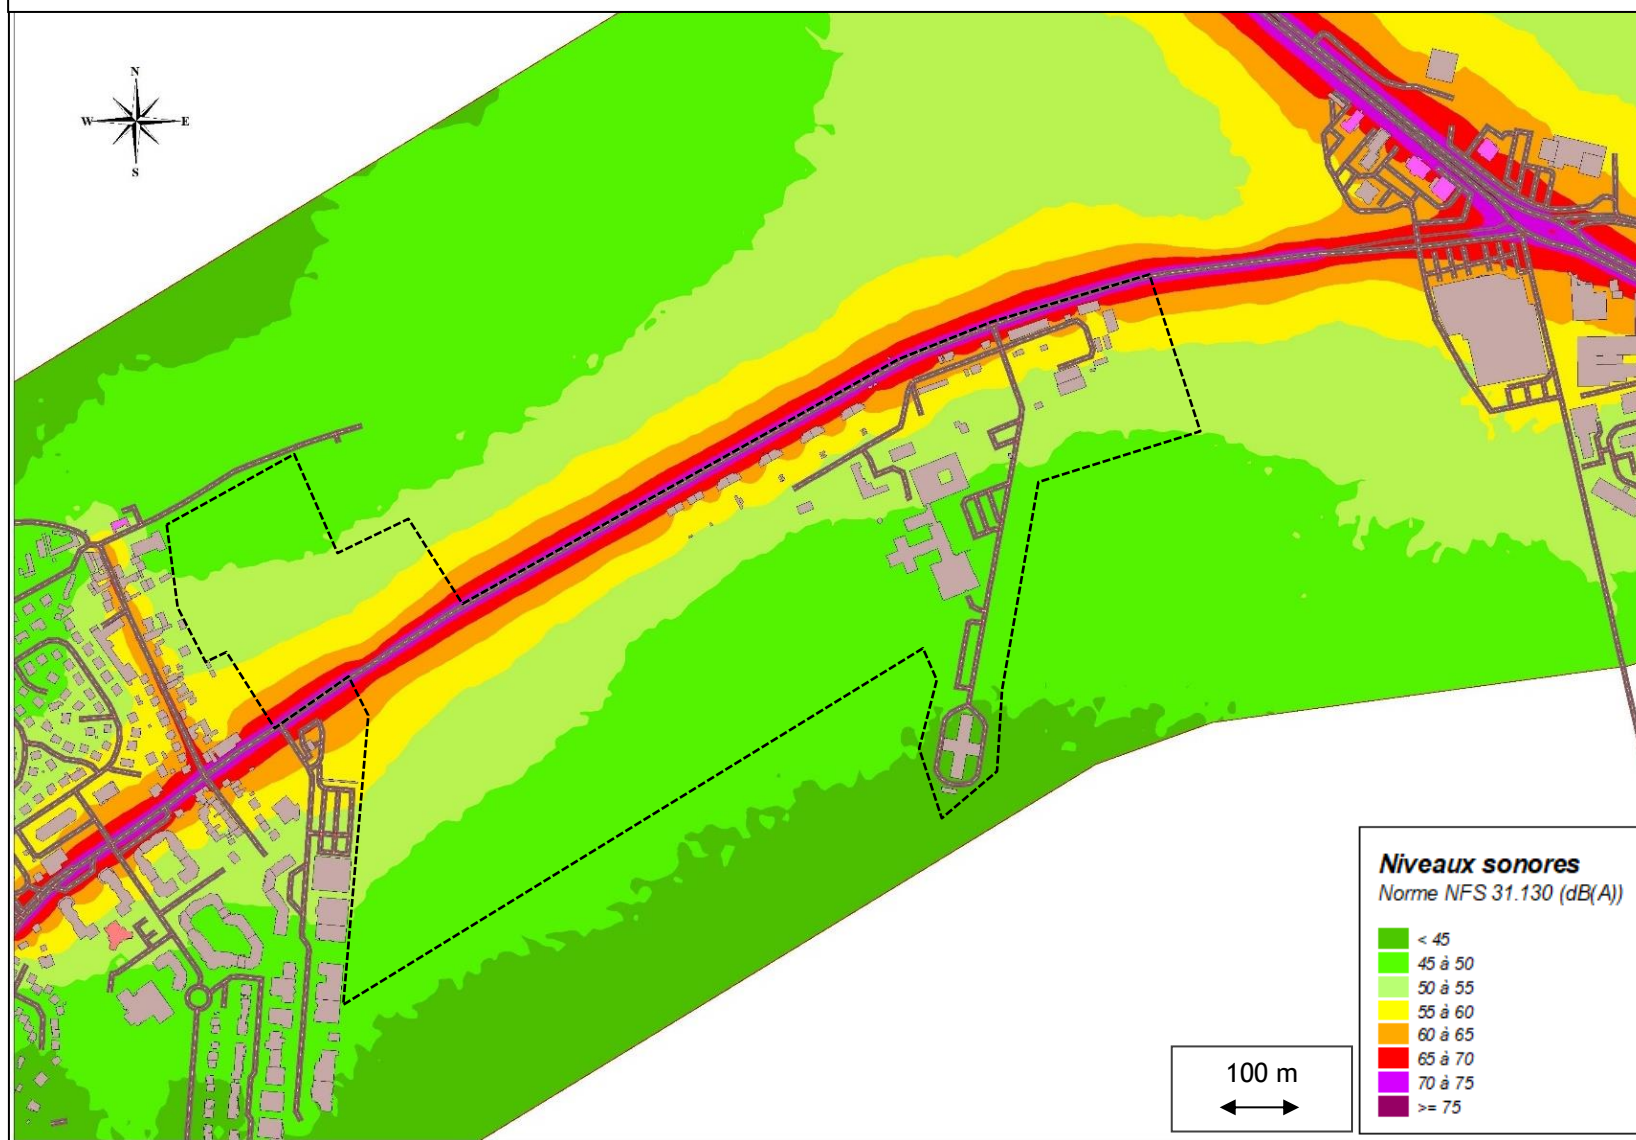 N
W E
S
Niveaux sonores
Norme NFS 31.130 (dB(A))
< 45
45 à 50
50 à 55
55 à 60
60 à 65
65 à 70
70 à 75
>= 75
100 m